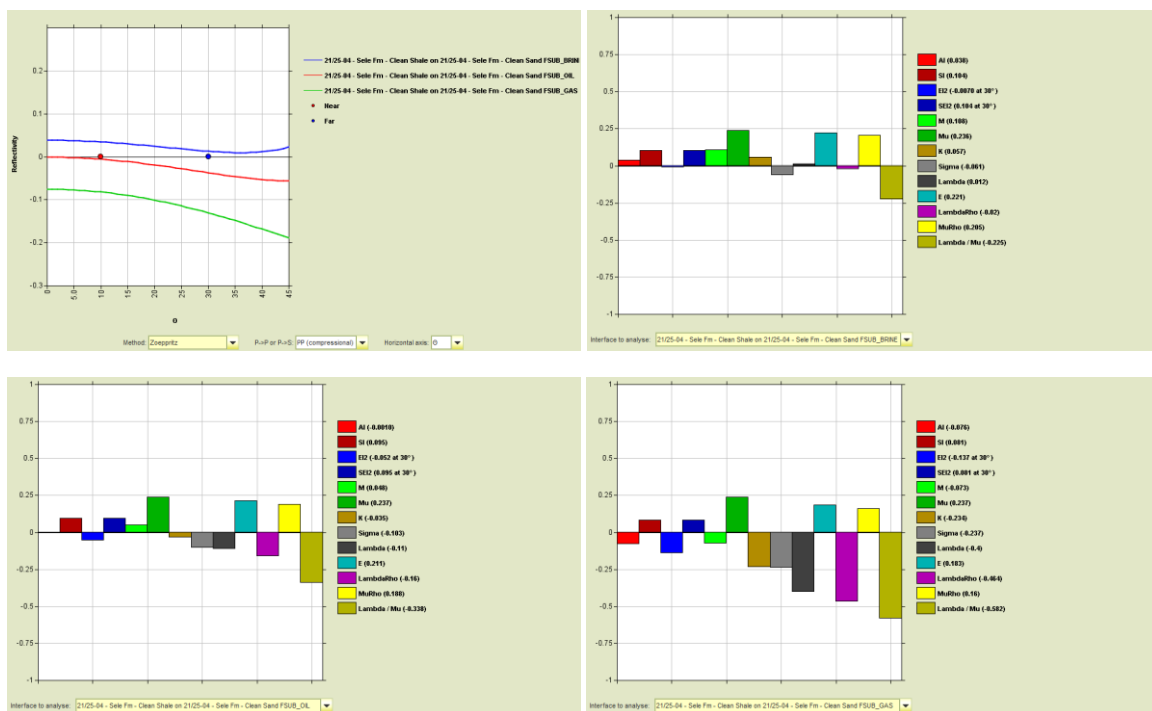 0.2
0.1
0
-0.1
-0.2
-0.3
Reflectivity
0
5.0
10
15
20
25
30
35
40
45
θ
21/25-04 - Sele Fm - Clean Shale on 21/25-04 - Sele Fm - Clean Sand FSUB_BRINE
21/25-04 - Sele Fm - Clean Shale on 21/25-04 - Sele Fm - Clean Sand FSUB_OIL
21/25-04 - Sele Fm - Clean Shale on 21/25-04 - Sele Fm - Clean Sand FSUB_GAS
Near
Far
Method: Zoeppritz P->P or P->S: PP (compressional) Horizontal axis: θ
1
0.75
0.5
0.25
0
-0.25
-0.5
-0.75
-1
AI (0.038)
SI (0.104)
EI2 (-0.0070 at 30°)
SEI2 (0.104 at 30°)
M (0.108)
Mu (0.236)
K (0.057)
Sigma (-0.061)
Lambda (0.012)
E (0.221)
LambdaRho (-0.02)
MuRho (0.205)
Lambda / Mu (-0.225)
Interface to analyse: 21/25-04 - Sele Fm - Clean Shale on 21/25-04 - Sele Fm - Clean Sand FSUB_BRINE
1
0.75
0.5
0.25
0
-0.25
-0.5
-0.75
-1
AI
SI (0.095)
EI2 (-0.052 at 30°)
SEI2 (0.095 at 30°)
M (0.048)
Mu (0.237)
K (-0.035)
Sigma (-0.103)
Lambda (-0.11)
E (0.211)
LambdaRho (-0.16)
MuRho (0.188)
Lambda / Mu (-0.338)
Interface to analyse: 21/25-04 - Sele Fm - Clean Shale on 21/25-04 - Sele Fm - Clean Sand FSUB_OIL
1
0.75
0.5
0.25
0
-0.25
-0.5
-0.75
-1
AI (-0.076)
SI (0.081)
EI2 (-0.137 at 30°)
SEI2 (0.081 at 30°)
M (-0.073)
Mu (0.237)
K (-0.234)
Sigma (-0.237)
Lambda (-0.4)
E (0.183)
LambdaRho (-0.464)
MuRho (0.16)
Lambda / Mu (-0.582)
Interface to analyse: 21/25-04 - Sele Fm - Clean Shale on 21/25-04 - Sele Fm - Clean Sand FSUB_GAS